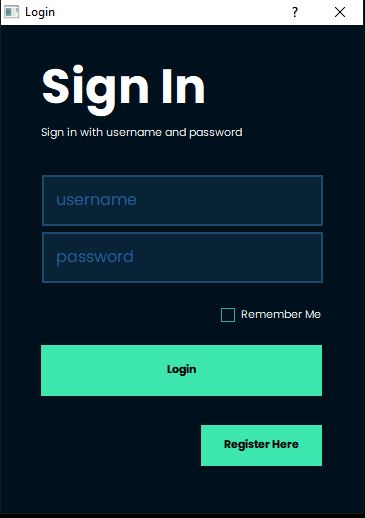 Login
?
Sign In
Sign in with username and password
username
password
Remember Me
Login
Register Here